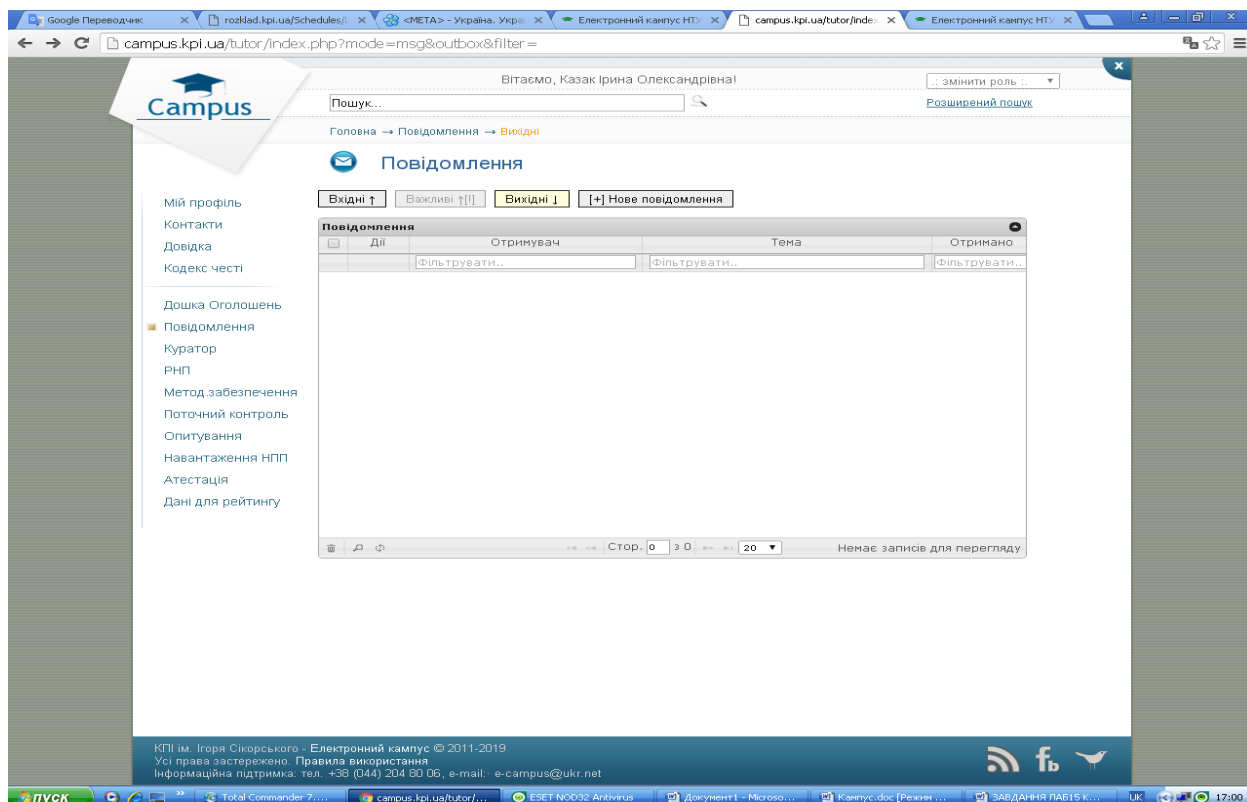 Google Переводчик
rozklad.kpi.ua/Schedules/
<META> - Україна. Украї
Електронний кампус НТУ
campus.kpi.ua/tutor/index
Електронний кампус НТУ
campus.kpi.ua/tutor/index.php?mode=msg&outbox&filter=
x
Campus
Вітаємо, Казак Ірина Олександрівна!
.: змінити роль :.
Пошук...
Розширений пошук
Головна → Повідомлення → Вихідні
Повідомлення
Вхідні ↑
Важливі ↑[!]
Вихідні ↓
[+] Нове повідомлення
Мій профіль
Контакти
Довідка
Кодекс честі
Дошка Оголошень
Повідомлення
Куратор
РНП
Метод.забезпечення
Поточний контроль
Опитування
Навантаження НПП
Атестація
Дані для рейтингу
Повідомлення
Дії Отримувач Тема Отримано
Фільтрувати.. Фільтрувати.. Фільтрувати..
Стор. 0 з 0 20 Немає записів для перегляду
КПІ ім. Ігоря Сікорського - Електронний кампус © 2011-2019
Усі права застережено. Правила використання
Інформаційна підтримка: тел. +38 (044) 204 80 06, e-mail: e-campus@ukr.net
пуск
Total Commander 7....
campus.kpi.ua/tutor/...
ESET NOD32 Antivirus
Документ1 - Microso...
Кампус.doc [Режим ...
ЗАВДАННЯ ЛАБ15 К...
UK
17:00